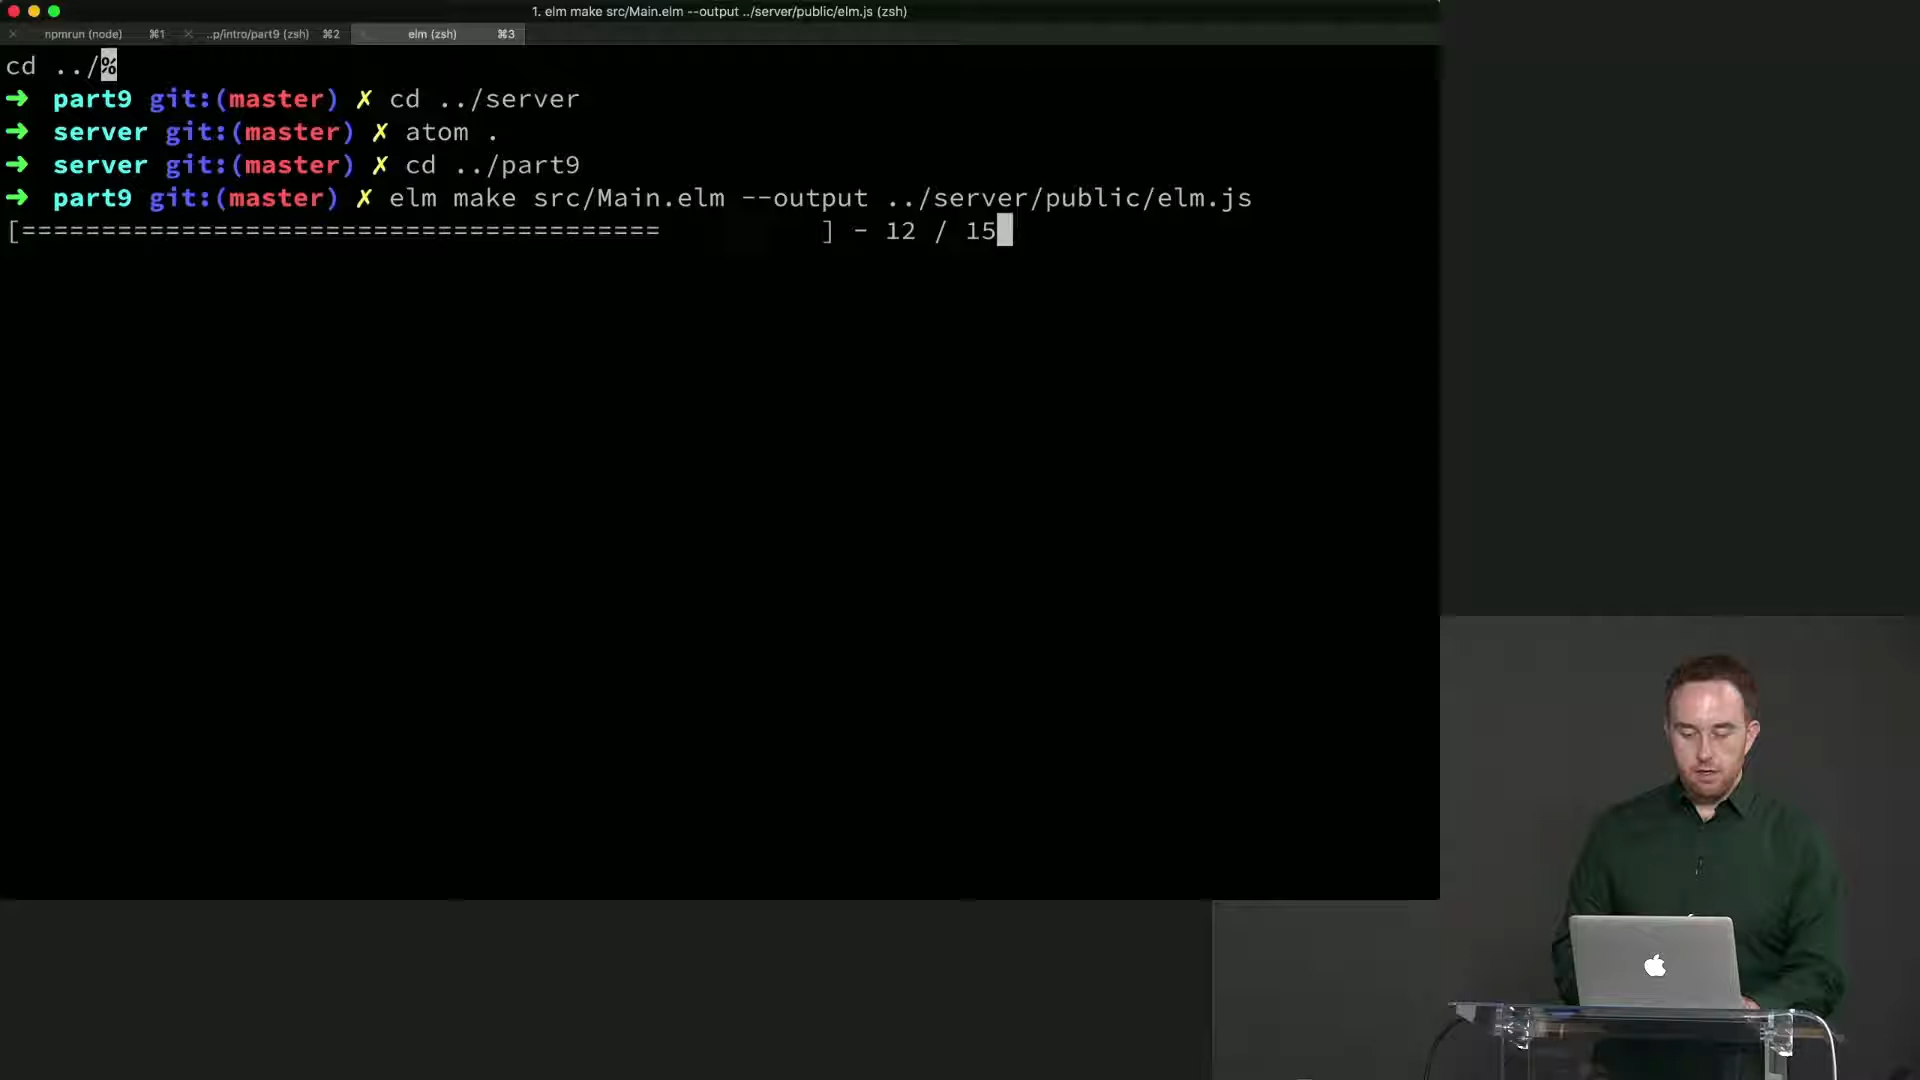 1. elm make src/Main.elm --output ../server/public/elm.js (zsh)
npmrun (node) ⌘1 ..p/intro/part9 (zsh) ⌘2 elm (zsh) ⌘3
cd ../%
➜ part9 git:(master) ✗ cd ../server
➜ server git:(master) ✗ atom .
➜ server git:(master) ✗ cd ../part9
➜ part9 git:(master) ✗ elm make src/Main.elm --output ../server/public/elm.js
[======================================== ] - 12 / 15